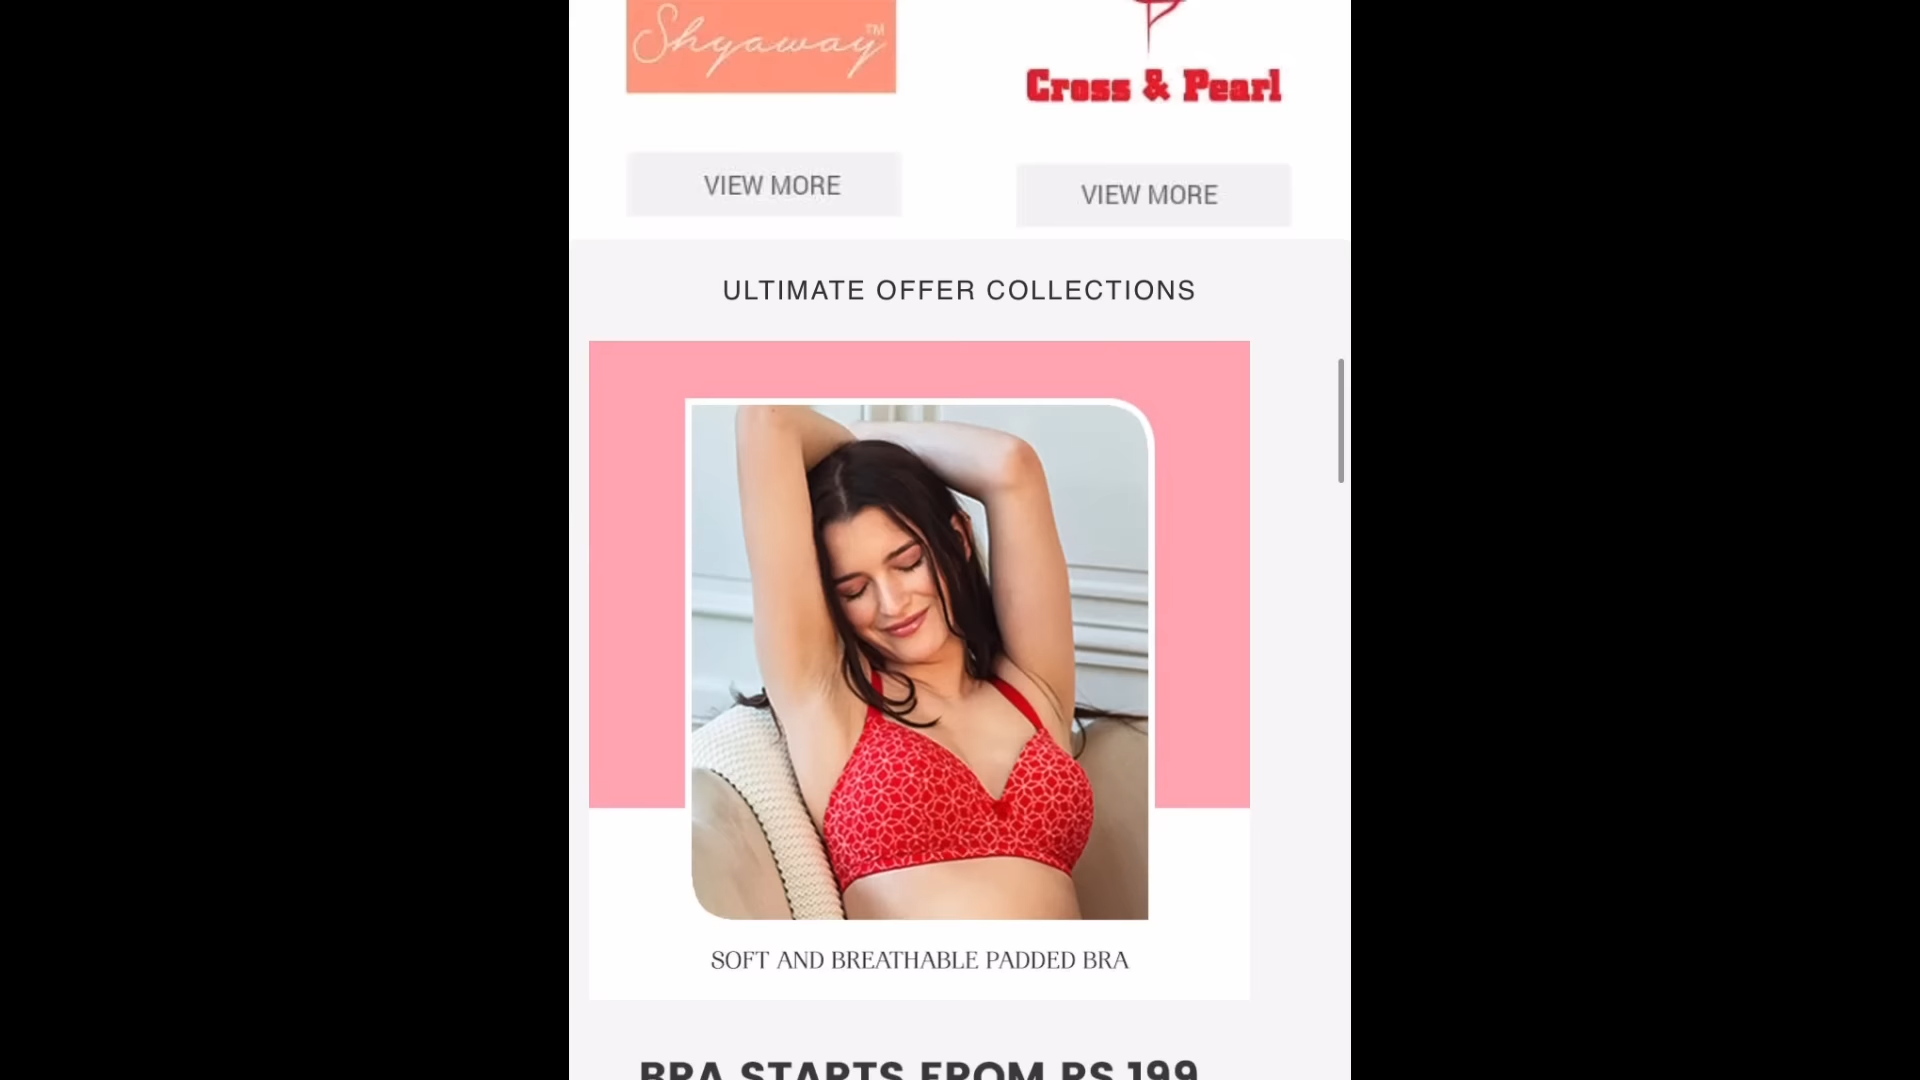 Shyaway™
Cross & Pearl
VIEW MORE
VIEW MORE
ULTIMATE OFFER COLLECTIONS
SOFT AND BREATHABLE PADDED BRA
BRA STARTS FROM RS.199